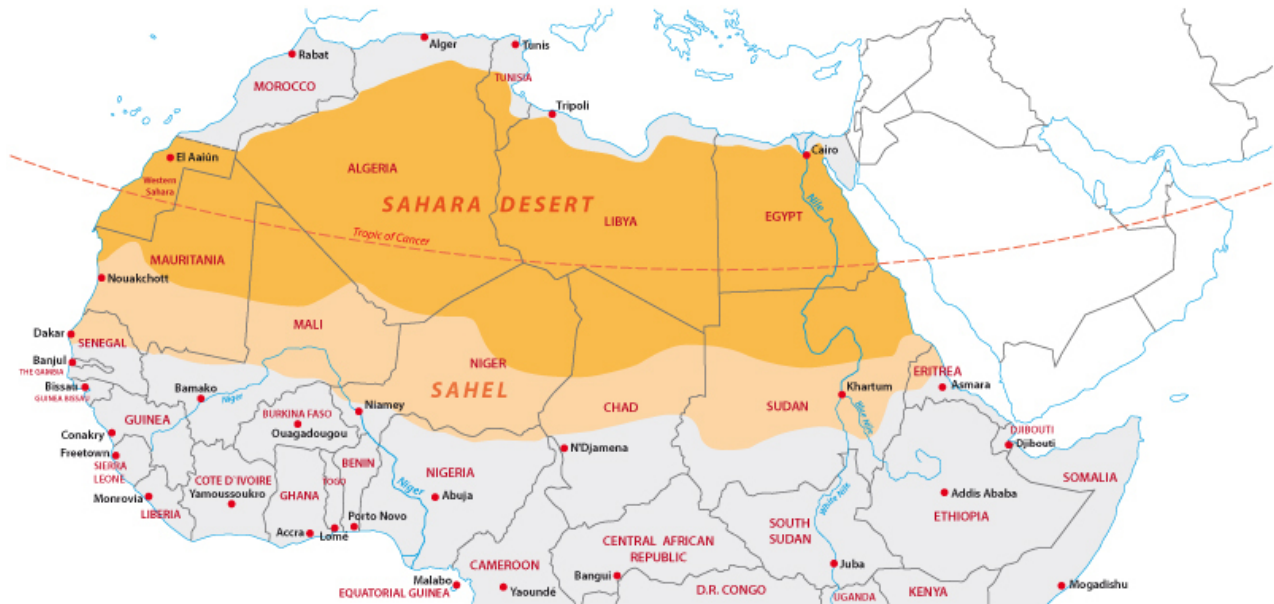 Alger
Tunis
Rabat
TUNISIA
MOROCCO
Tripoli
Cairo
El Aaiún
ALGERIA
Western
Sahara
Nile
SAHARA DESERT
LIBYA
EGYPT
Tropic of Cancer
MAURITANIA
Nouakchott
MALI
Dakar
SENEGAL
NIGER
Banjul
THE GAMBIA
ERITREA
Bissau
Bamako
SAHEL
Khartum
Asmara
GUINEA BISSAU
Niger
Niamey
CHAD
SUDAN
BURKINA FASO
GUINEA
Ouagadougou
DJIBOUTI
Conakry
N'Djamena
Djibouti
Freetown
SIERRA
LEONE
BENIN
NIGERIA
SOMALIA
COTE D'IVOIRE
TOGO
Yamoussoukro
GHANA
Niger
Abuja
Addis Ababa
Monrovia
White Nile
LIBERIA
Porto Novo
ETHIOPIA
Accra
Lomé
SOUTH
SUDAN
CENTRAL AFRICAN
REPUBLIC
CAMEROON
Juba
Malabo
Bangui
EQUATORIAL GUINEA
Yaoundé
D.R. CONGO
UGANDA
KENYA
Mogadishu